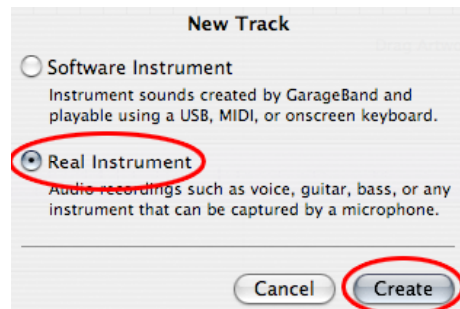 New Track
Software Instrument
Instrument sounds created by GarageBand and
playable using a USB, MIDI, or onscreen keyboard.
Real Instrument
Audio recordings such as voice, guitar, bass, or any
instrument that can be captured by a microphone.
Cancel
Create